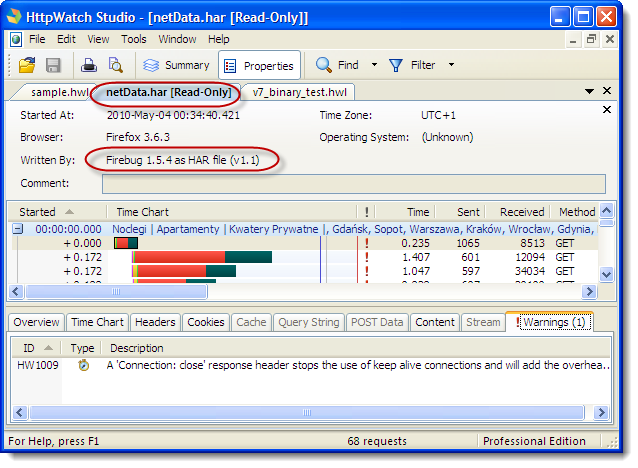 HttpWatch Studio - [netData.har [Read-Only]]
File Edit View Tools Window Help
Summary Properties Find Filter
sample.hwl netData.har [Read-Only] v7_binary_test.hwl
Started At: 2010-May-04 00:34:40.421 Time Zone: UTC+1
Browser: Firefox 3.6.3 Operating System: (Unknown)
Written By: Firebug 1.5.4 as HAR file (v1.1)
Comment:
Started Time Chart ! Time Sent Received Method
00:00:00.000 Noclegi | Apartamenty | Kwatery Prywatne |, Gdańsk, Sopot, Warszawa, Kraków, Wrocław, Gdynia,
+ 0.000 ! 0.235 1065 8513 GET
+ 0.172 ! 1.407 601 12094 GET
+ 0.172 ! 1.047 597 34034 GET
Overview Time Chart Headers Cookies Cache Query String POST Data Content Stream ! Warnings (1)
ID Type Description
HW1009 A 'Connection: close' response header stops the use of keep alive connections and will add the overhea...
For Help, press F1 68 requests Professional Edition